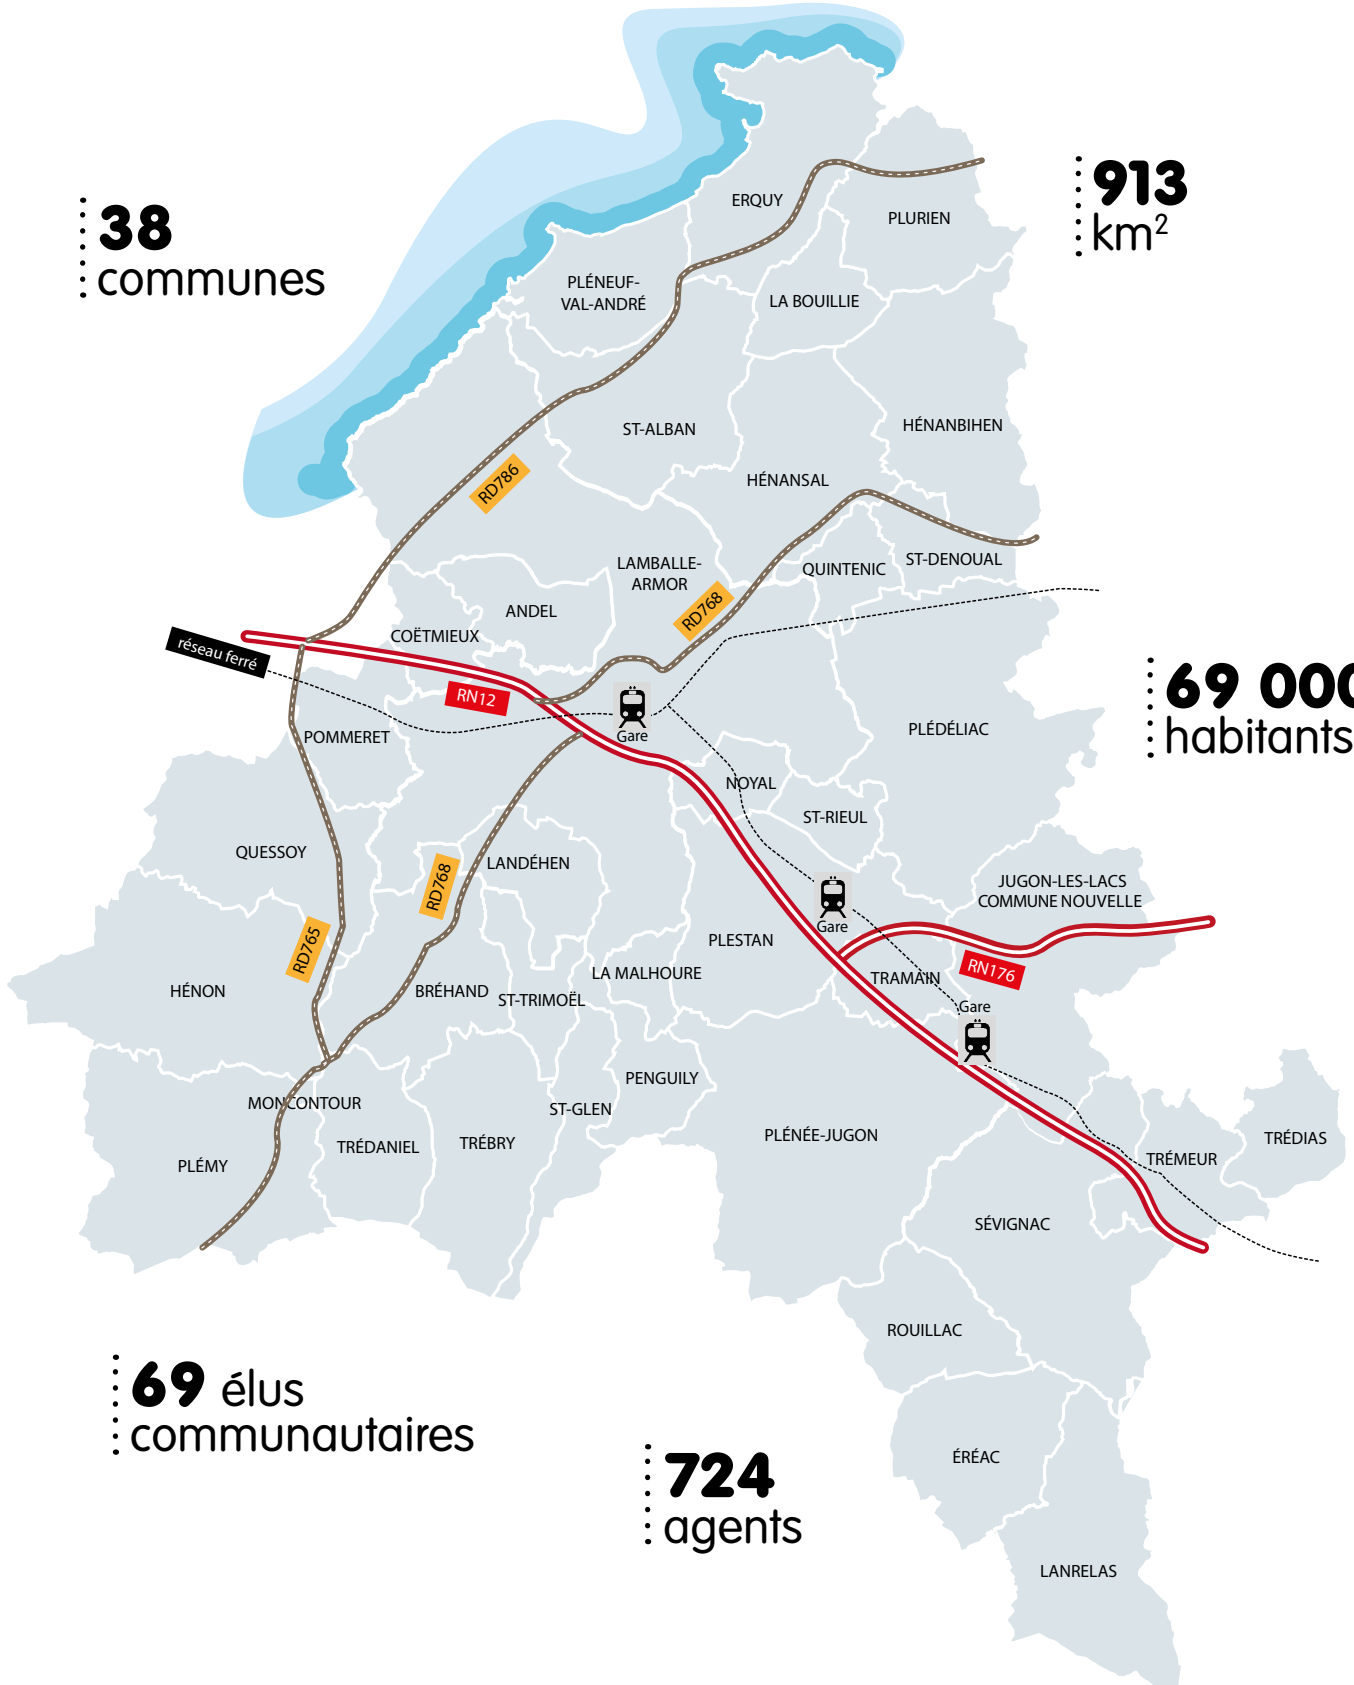 38
communes
913
km²
ERQUY
PLURIEN
PLÉNEUF-
VAL-ANDRÉ
LA BOUILLIE
ST-ALBAN
HÉNANBIHEN
RD786
HÉNANSAL
LAMBALLE-
ARMOR
QUINTENIC
ST-DENOUAL
ANDEL
RD768
COËTMIEUX
réseau ferré
RN12
69 000
habitants
Gare
POMMERET
PLÉDÉLIAC
NOYAL
ST-RIEUL
QUESSOY
LANDÉHEN
RD768
JUGON-LES-LACS
COMMUNE NOUVELLE
Gare
RD765
PLESTAN
LA MALHOURE
TRAMAIN
RN176
HÉNON
BRÉHAND
ST-TRIMOËL
Gare
PENGUILY
MONCONTOUR
ST-GLEN
TRÉDANIEL
TRÉBRY
PLÉNÉE-JUGON
TRÉDIAS
TRÉMEUR
PLÉMY
SÉVIGNAC
ROUILLAC
69 élus
communautaires
ÉRÉAC
724
agents
LANRELAS